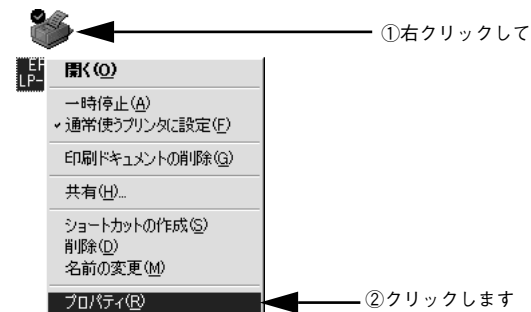 ①右クリックして
EF
LP-
開く(O)
一時停止(A)
✓通常使うプリンタに設定(F)
印刷ドキュメントの削除(G)
共有(H)...
ショートカットの作成(S)
削除(D)
名前の変更(M)
プロパティ(R)
②クリックします